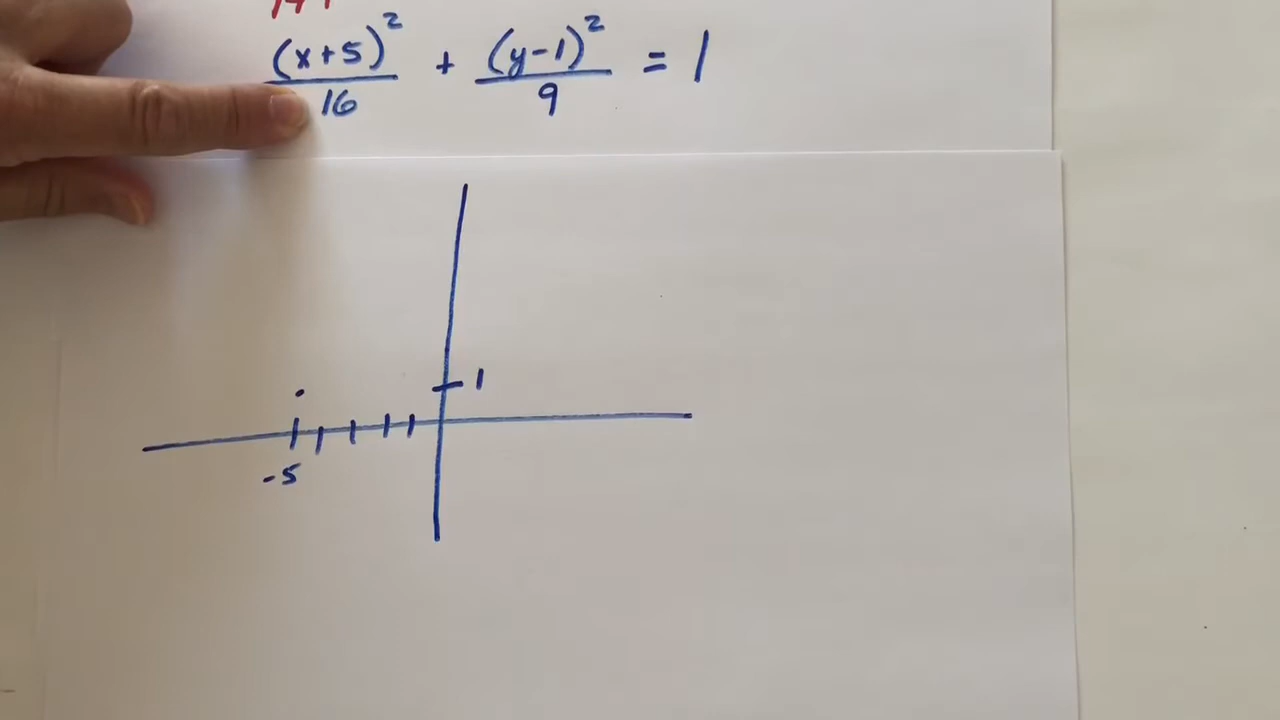 (x+5)² + (y-1)² = 1
16 9
1
-5